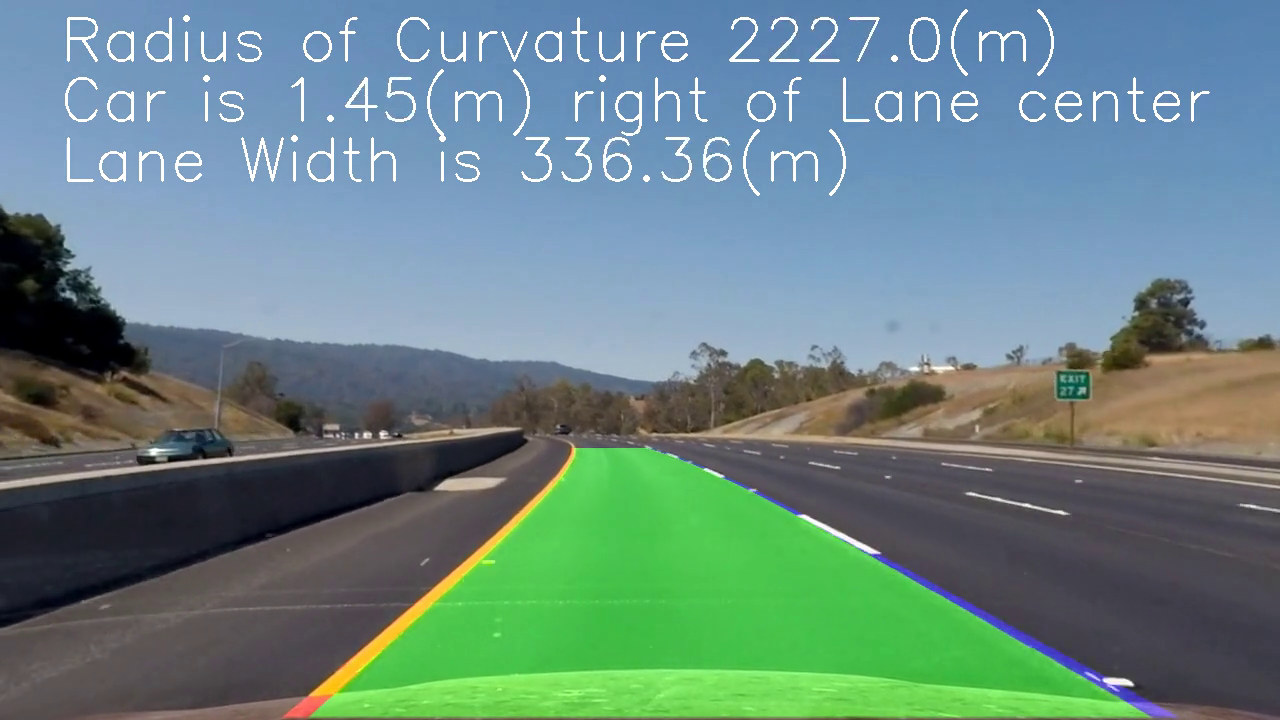 Radius of Curvature 2227.0(m)
Car is 1.45(m) right of Lane center
Lane Width is 336.36(m)
EXIT
27